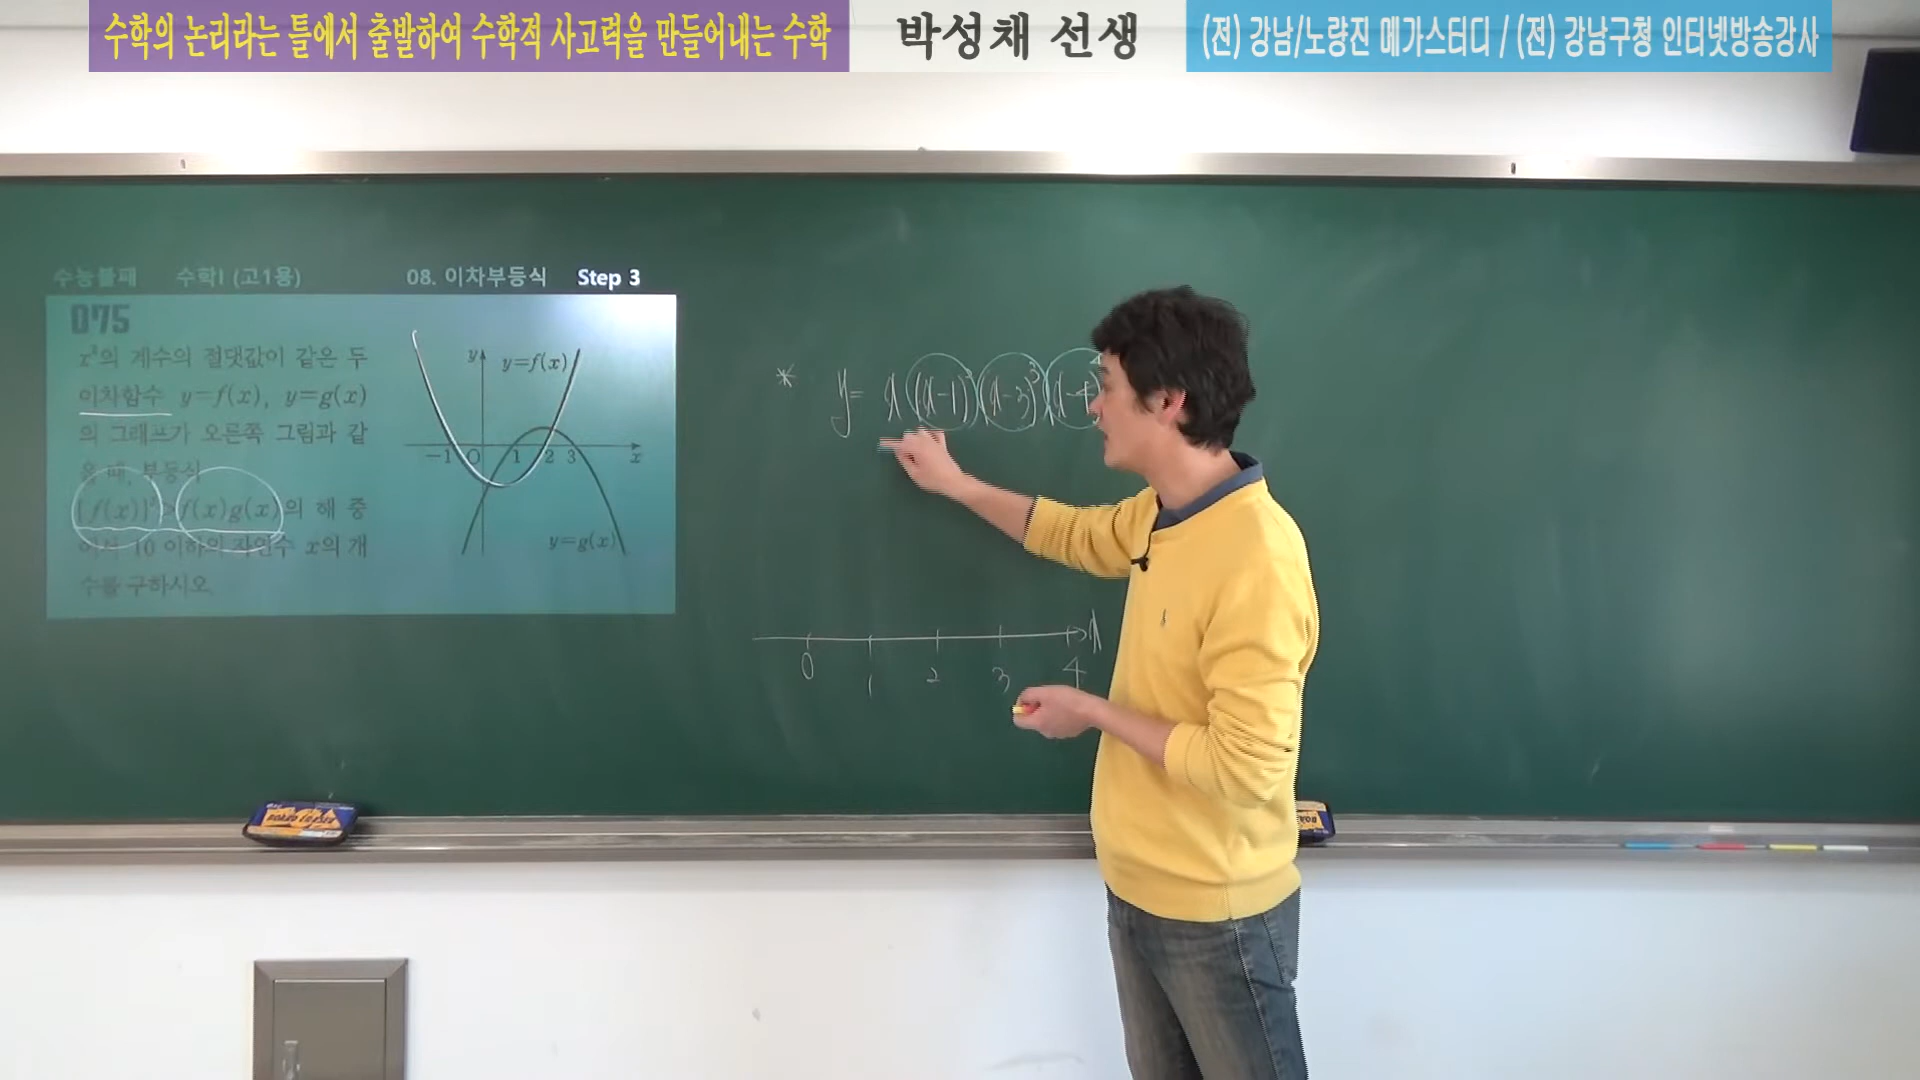 수학의 논리라는 틀에서 출발하여 수학적 사고력을 만들어내는 수학
박성채 선생
(전) 강남/노량진 메가스터디 / (전) 강남구청 인터넷방송강사
수능불패 수학I (고1용) 08. 이차부등식 Step 3
075
x²의 계수의 절댓값이 같은 두
이차함수 y=f(x), y=g(x)
의 그래프가 오른쪽 그림과 같
을 때, 부등식
[f(x)]²>f(x)g(x)의 해 중
에서 10 이하의 자연수 x의 개
수를 구하시오.
y y=f(x)
-1 O 1 2 3 x
y=g(x)
* y= x(x-1) (x-3)³(x-4)
x
0 1 2 3 4
BOARD ERASER